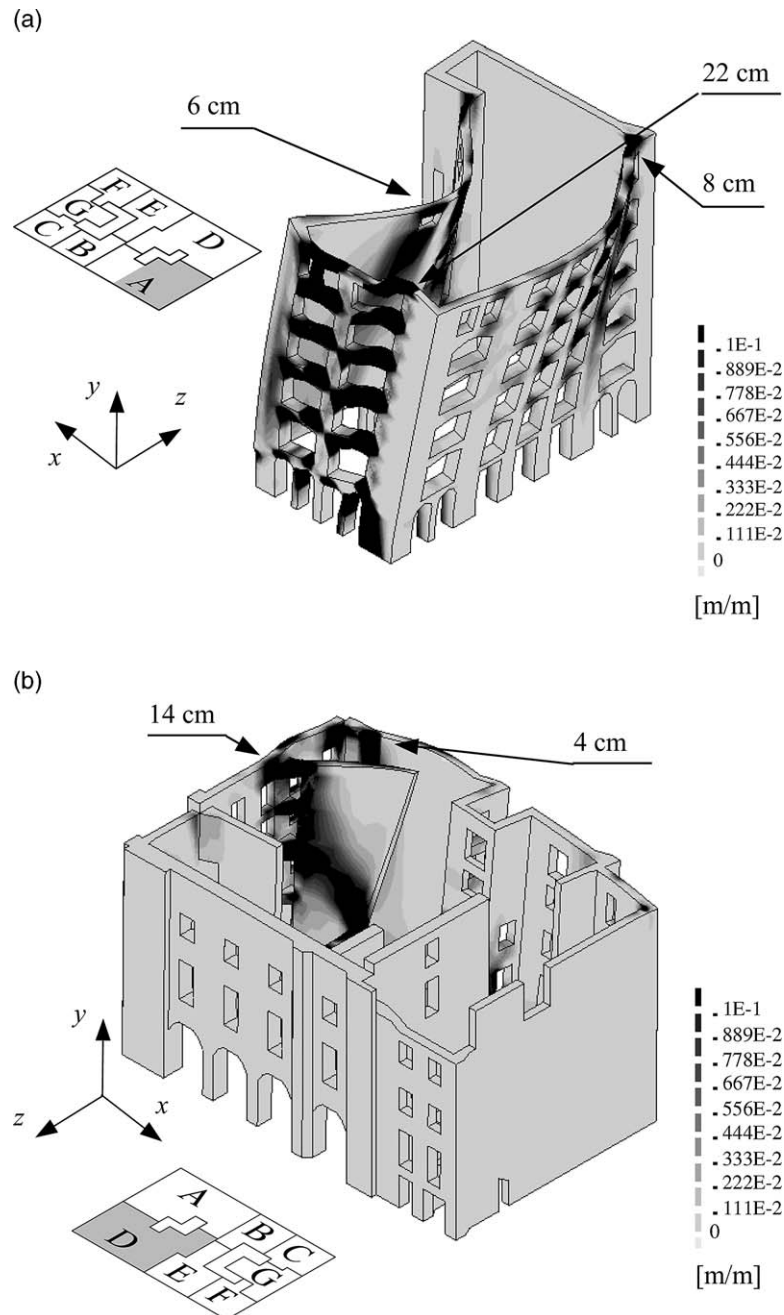 (a)
22 cm
6 cm
8 cm
F
G
E
C
B
D
A
y
z
x
.1E-1
.889E-2
.778E-2
.667E-2
.556E-2
.444E-2
.333E-2
.222E-2
.111E-2
0
[m/m]
(b)
14 cm
4 cm
y
z
x
A
B
C
D
E
G
F
.1E-1
.889E-2
.778E-2
.667E-2
.556E-2
.444E-2
.333E-2
.222E-2
.111E-2
0
[m/m]